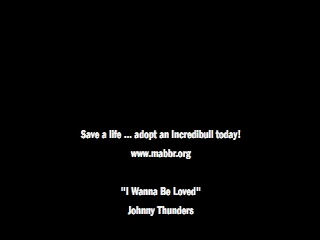 Save a life ... adopt an Incredibull today!
www.mabbr.org
"I Wanna Be Loved"
Johnny Thunders